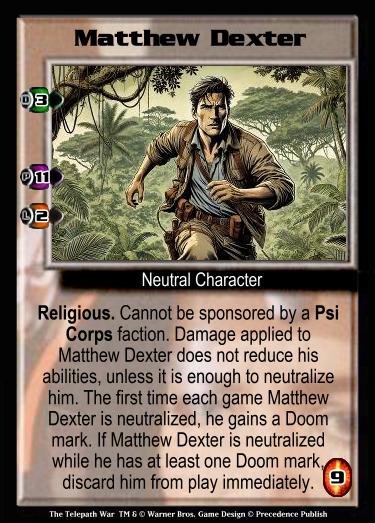 Matthew Dexter
D 3
P 11
L 2
Neutral Character
Religious. Cannot be sponsored by a Psi
Corps faction. Damage applied to
Matthew Dexter does not reduce his
abilities, unless it is enough to neutralize
him. The first time each game Matthew
Dexter is neutralized, he gains a Doom
mark. If Matthew Dexter is neutralized
while he has at least one Doom mark,
discard him from play immediately.
9
The Telepath War TM & © Warner Bros. Game Design © Precedence Publish